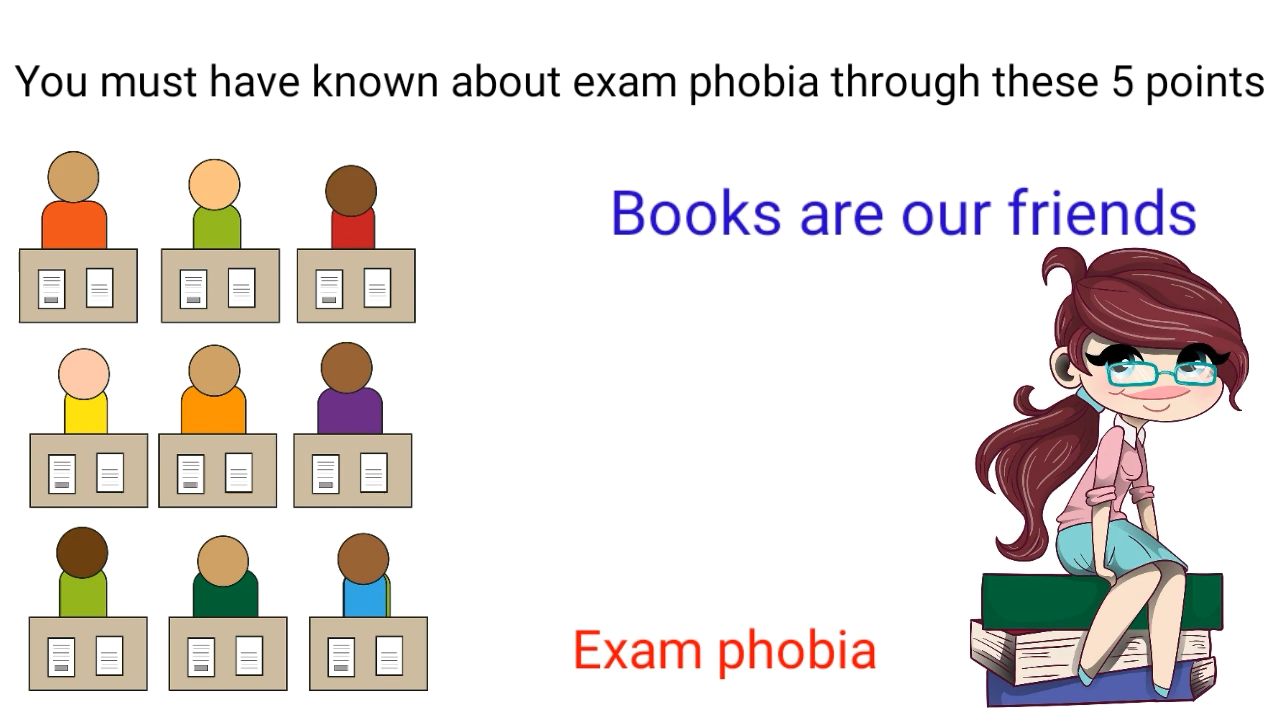 You must have known about exam phobia through these 5 points
Books are our friends
Exam phobia